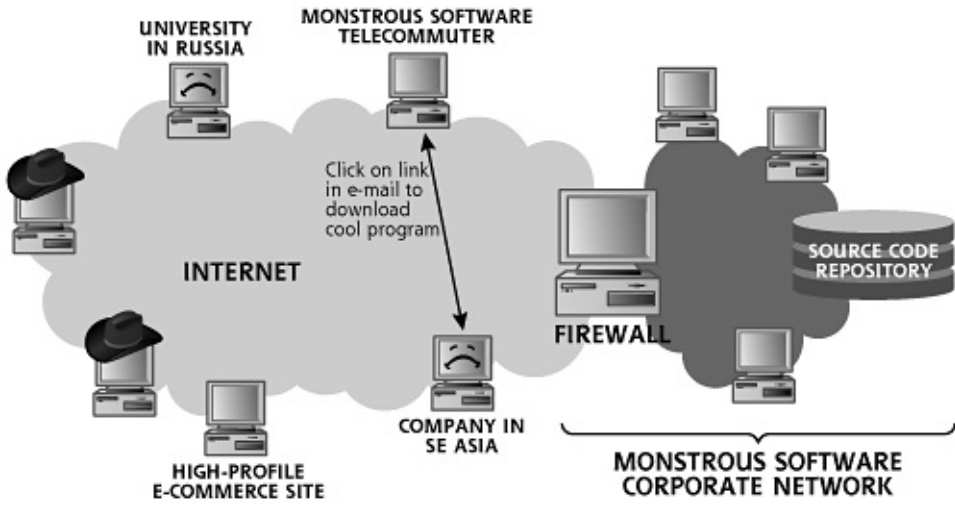 UNIVERSITY
IN RUSSIA
MONSTROUS SOFTWARE
TELECOMMUTER
Click on link
in e-mail to
download
cool program
INTERNET
SOURCE CODE
REPOSITORY
FIREWALL
COMPANY IN
SE ASIA
HIGH-PROFILE
E-COMMERCE SITE
MONSTROUS SOFTWARE
CORPORATE NETWORK